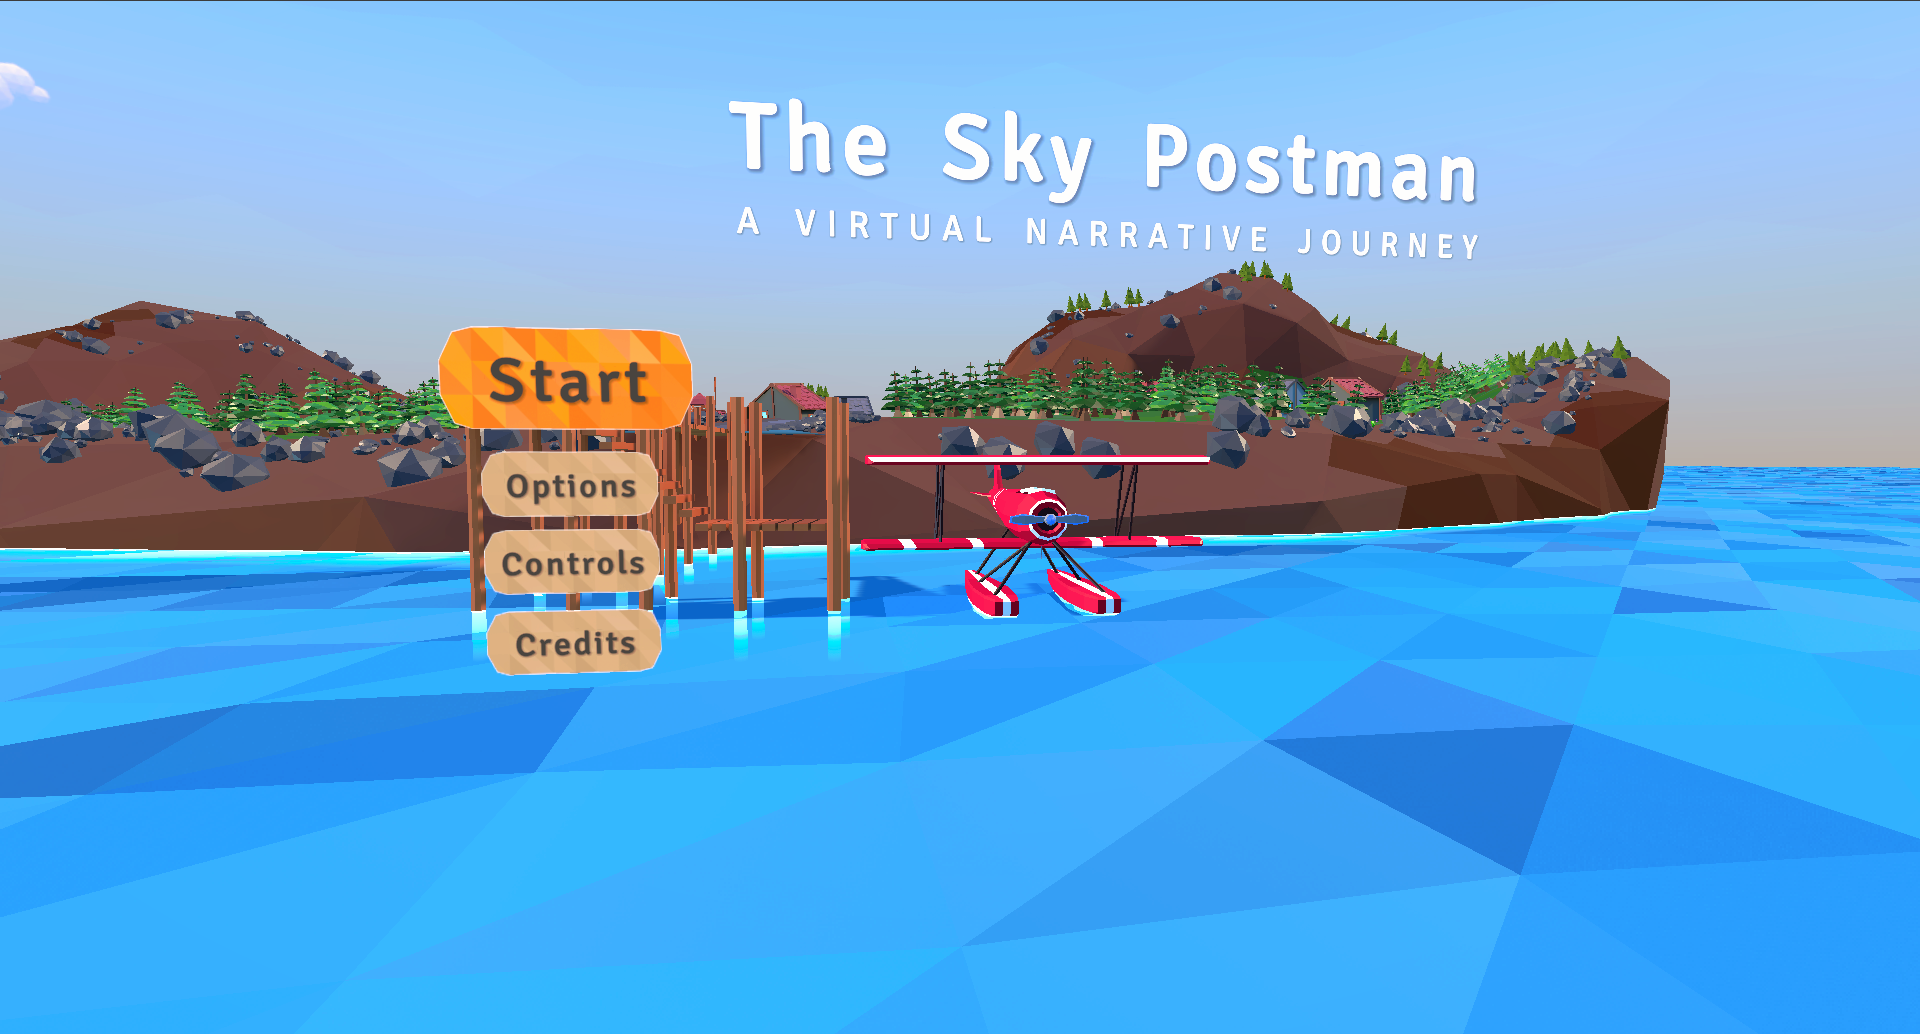 The Sky Postman
A VIRTUAL NARRATIVE JOURNEY
Start
Options
Controls
Credits